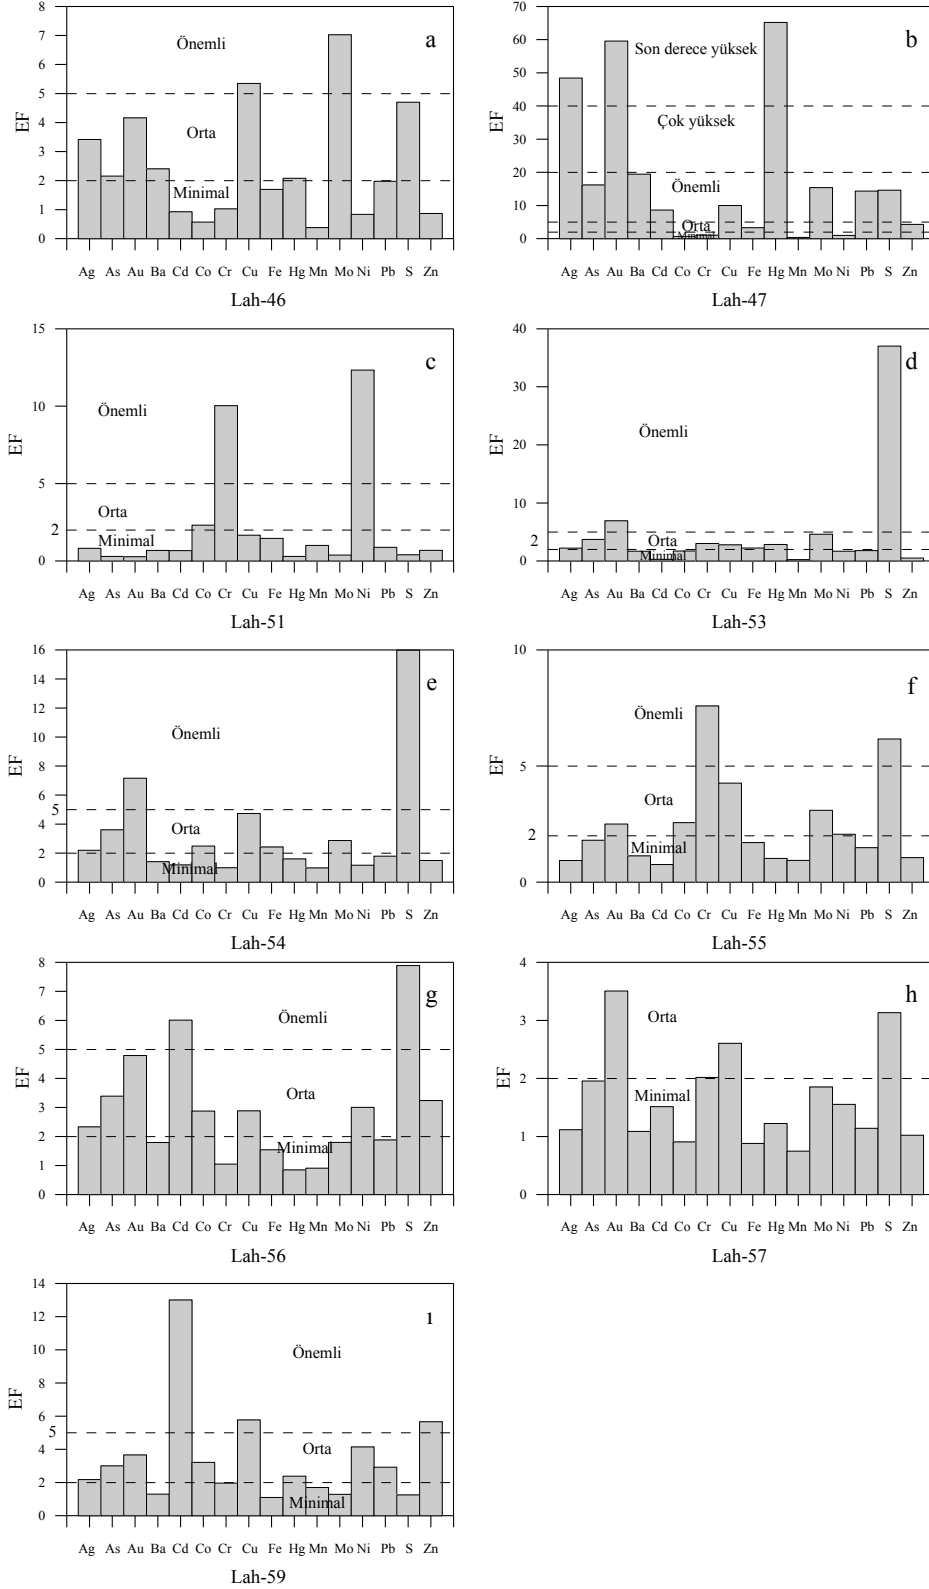 a
Önemli
Orta
Minimal
EF
8
7
6
5
4
3
2
1
0
Ag As Au Ba Cd Co Cr Cu Fe Hg Mn Mo Ni Pb S Zn
Lah-46
b
Son derece yüksek
Çok yüksek
Önemli
Orta
Minimal
EF
70
60
50
40
30
20
10
0
Ag As Au Ba Cd Co Cr Cu Fe Hg Mn Mo Ni Pb S Zn
Lah-47
c
Önemli
Orta
Minimal
EF
15
10
5
2
0
Ag As Au Ba Cd Co Cr Cu Fe Hg Mn Mo Ni Pb S Zn
Lah-51
d
Önemli
Orta
Minimal
EF
40
30
20
10
5
2
0
Ag As Au Ba Cd Co Cr Cu Fe Hg Mn Mo Ni Pb S Zn
Lah-53
e
Önemli
Orta
Minimal
EF
16
14
12
10
8
6
5
4
2
0
Ag As Au Ba Cd Co Cr Cu Fe Hg Mn Mo Ni Pb S Zn
Lah-54
f
Önemli
Orta
Minimal
EF
10
5
2
0
Ag As Au Ba Cd Co Cr Cu Fe Hg Mn Mo Ni Pb S Zn
Lah-55
g
Önemli
Orta
Minimal
EF
8
7
6
5
4
3
2
1
0
Ag As Au Ba Cd Co Cr Cu Fe Hg Mn Mo Ni Pb S Zn
Lah-56
h
Orta
Minimal
EF
4
3
2
1
0
Ag As Au Ba Cd Co Cr Cu Fe Hg Mn Mo Ni Pb S Zn
Lah-57
ı
Önemli
Orta
Minimal
EF
14
12
10
8
6
5
4
2
0
Ag As Au Ba Cd Co Cr Cu Fe Hg Mn Mo Ni Pb S Zn
Lah-59